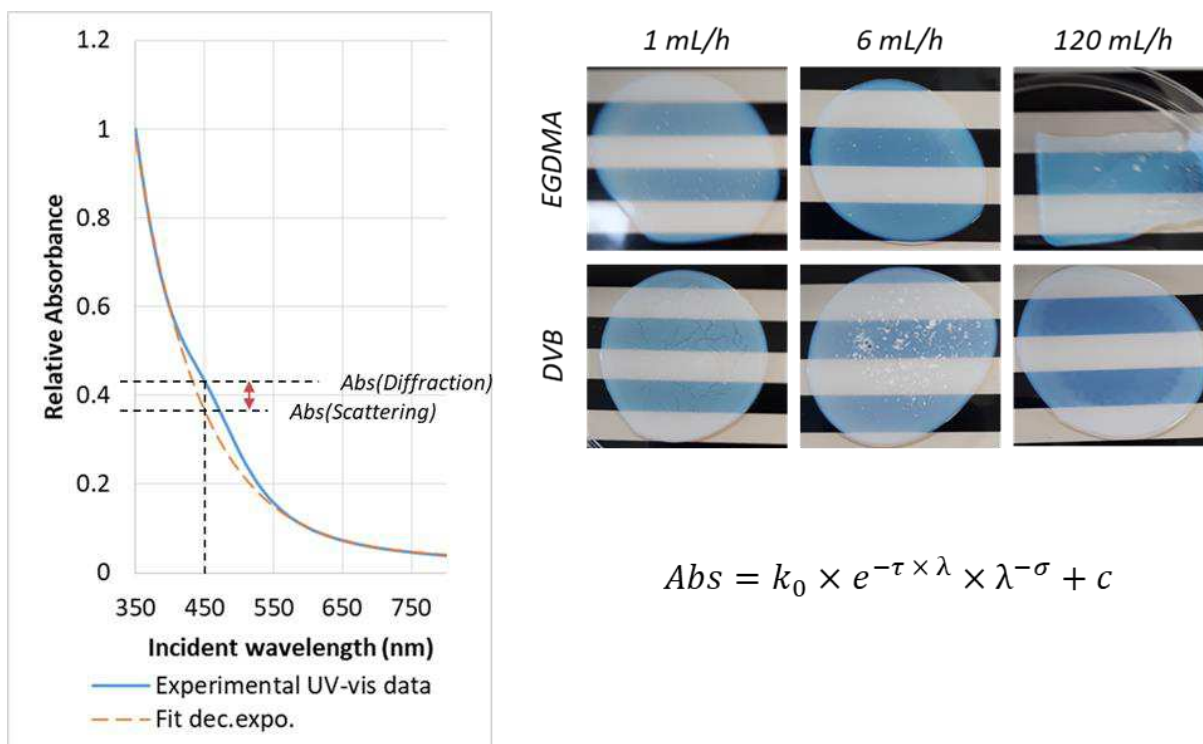 1.2
1
0.8
0.6
0.4
0.2
0
Relative Absorbance
Abs(Diffraction)
Abs(Scattering)
350 450 550 650 750
Incident wavelength (nm)
Experimental UV-vis data
Fit dec.expo.
1 mL/h 6 mL/h 120 mL/h
EGDMA
DVB
Abs = k₀ × e^{−τ × λ} × λ^{−σ} + c